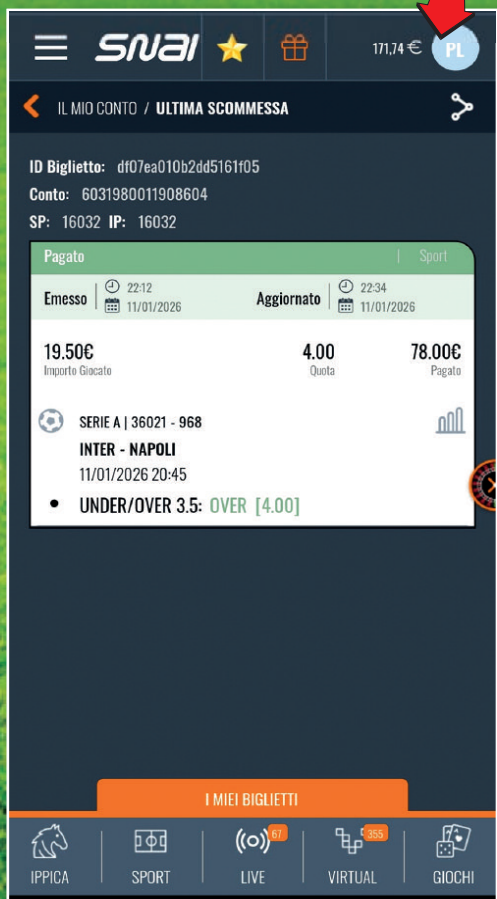 snai 171,74 € PL
IL MIO CONTO / ULTIMA SCOMMESSA
ID Biglietto: df07ea010b2dd5161f05
Conto: 6031980011908604
SP: 16032 IP: 16032
Pagato | Sport
Emesso 22:12 Aggiornato 22:34
11/01/2026 11/01/2026
19.50€ 4.00 78.00€
Importo Giocato Quota Pagato
SERIE A | 36021 - 968
INTER - NAPOLI
11/01/2026 20:45
• UNDER/OVER 3.5: OVER [4.00]
I MIEI BIGLIETTI
67 355
IPPICA SPORT LIVE VIRTUAL GIOCHI